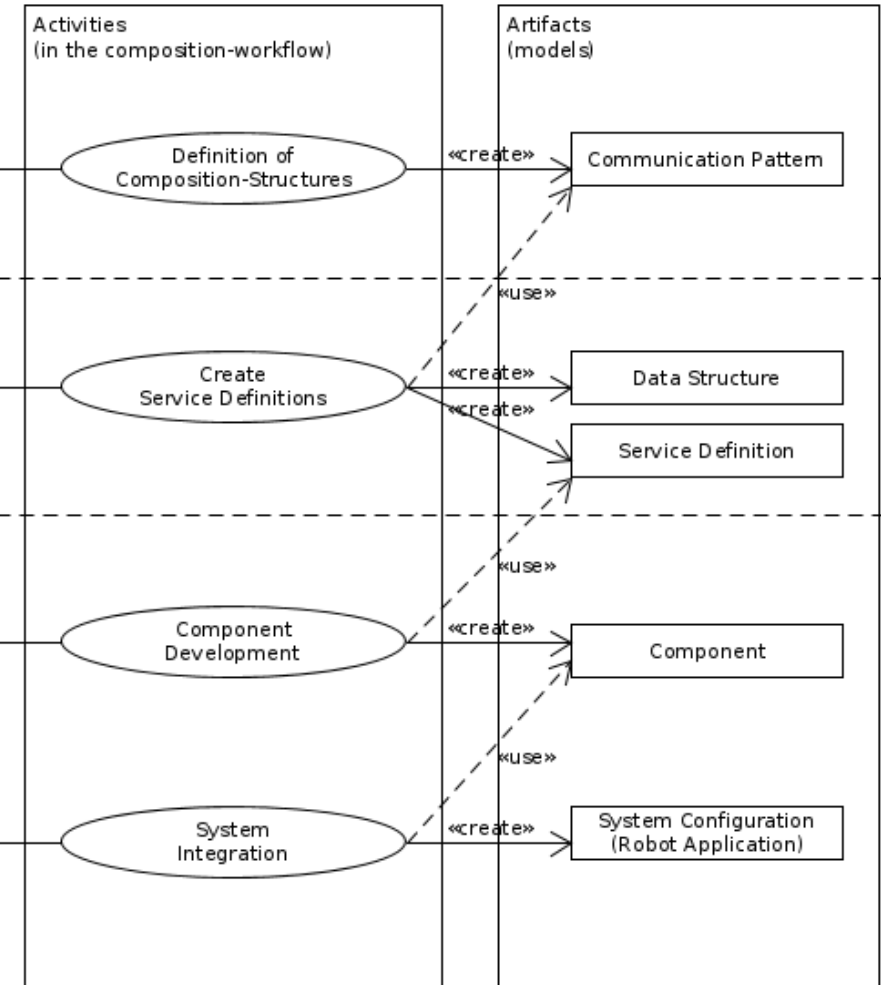 Activities
(in the composition-workflow)
Artifacts
(models)
Definition of
Composition-Structures
«create»
Communication Pattern
«use»
Create
Service Definitions
«create»
Data Structure
«create»
Service Definition
«use»
Component
Development
«create»
Component
«use»
System
Integration
«create»
System Configuration
(Robot Application)